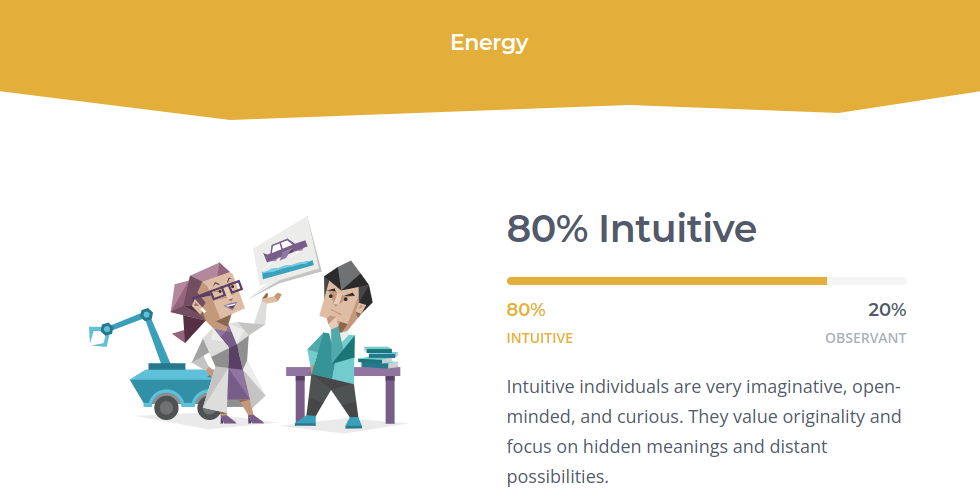 Energy
80% Intuitive
80% 20%
INTUITIVE OBSERVANT
Intuitive individuals are very imaginative, open-
minded, and curious. They value originality and
focus on hidden meanings and distant
possibilities.